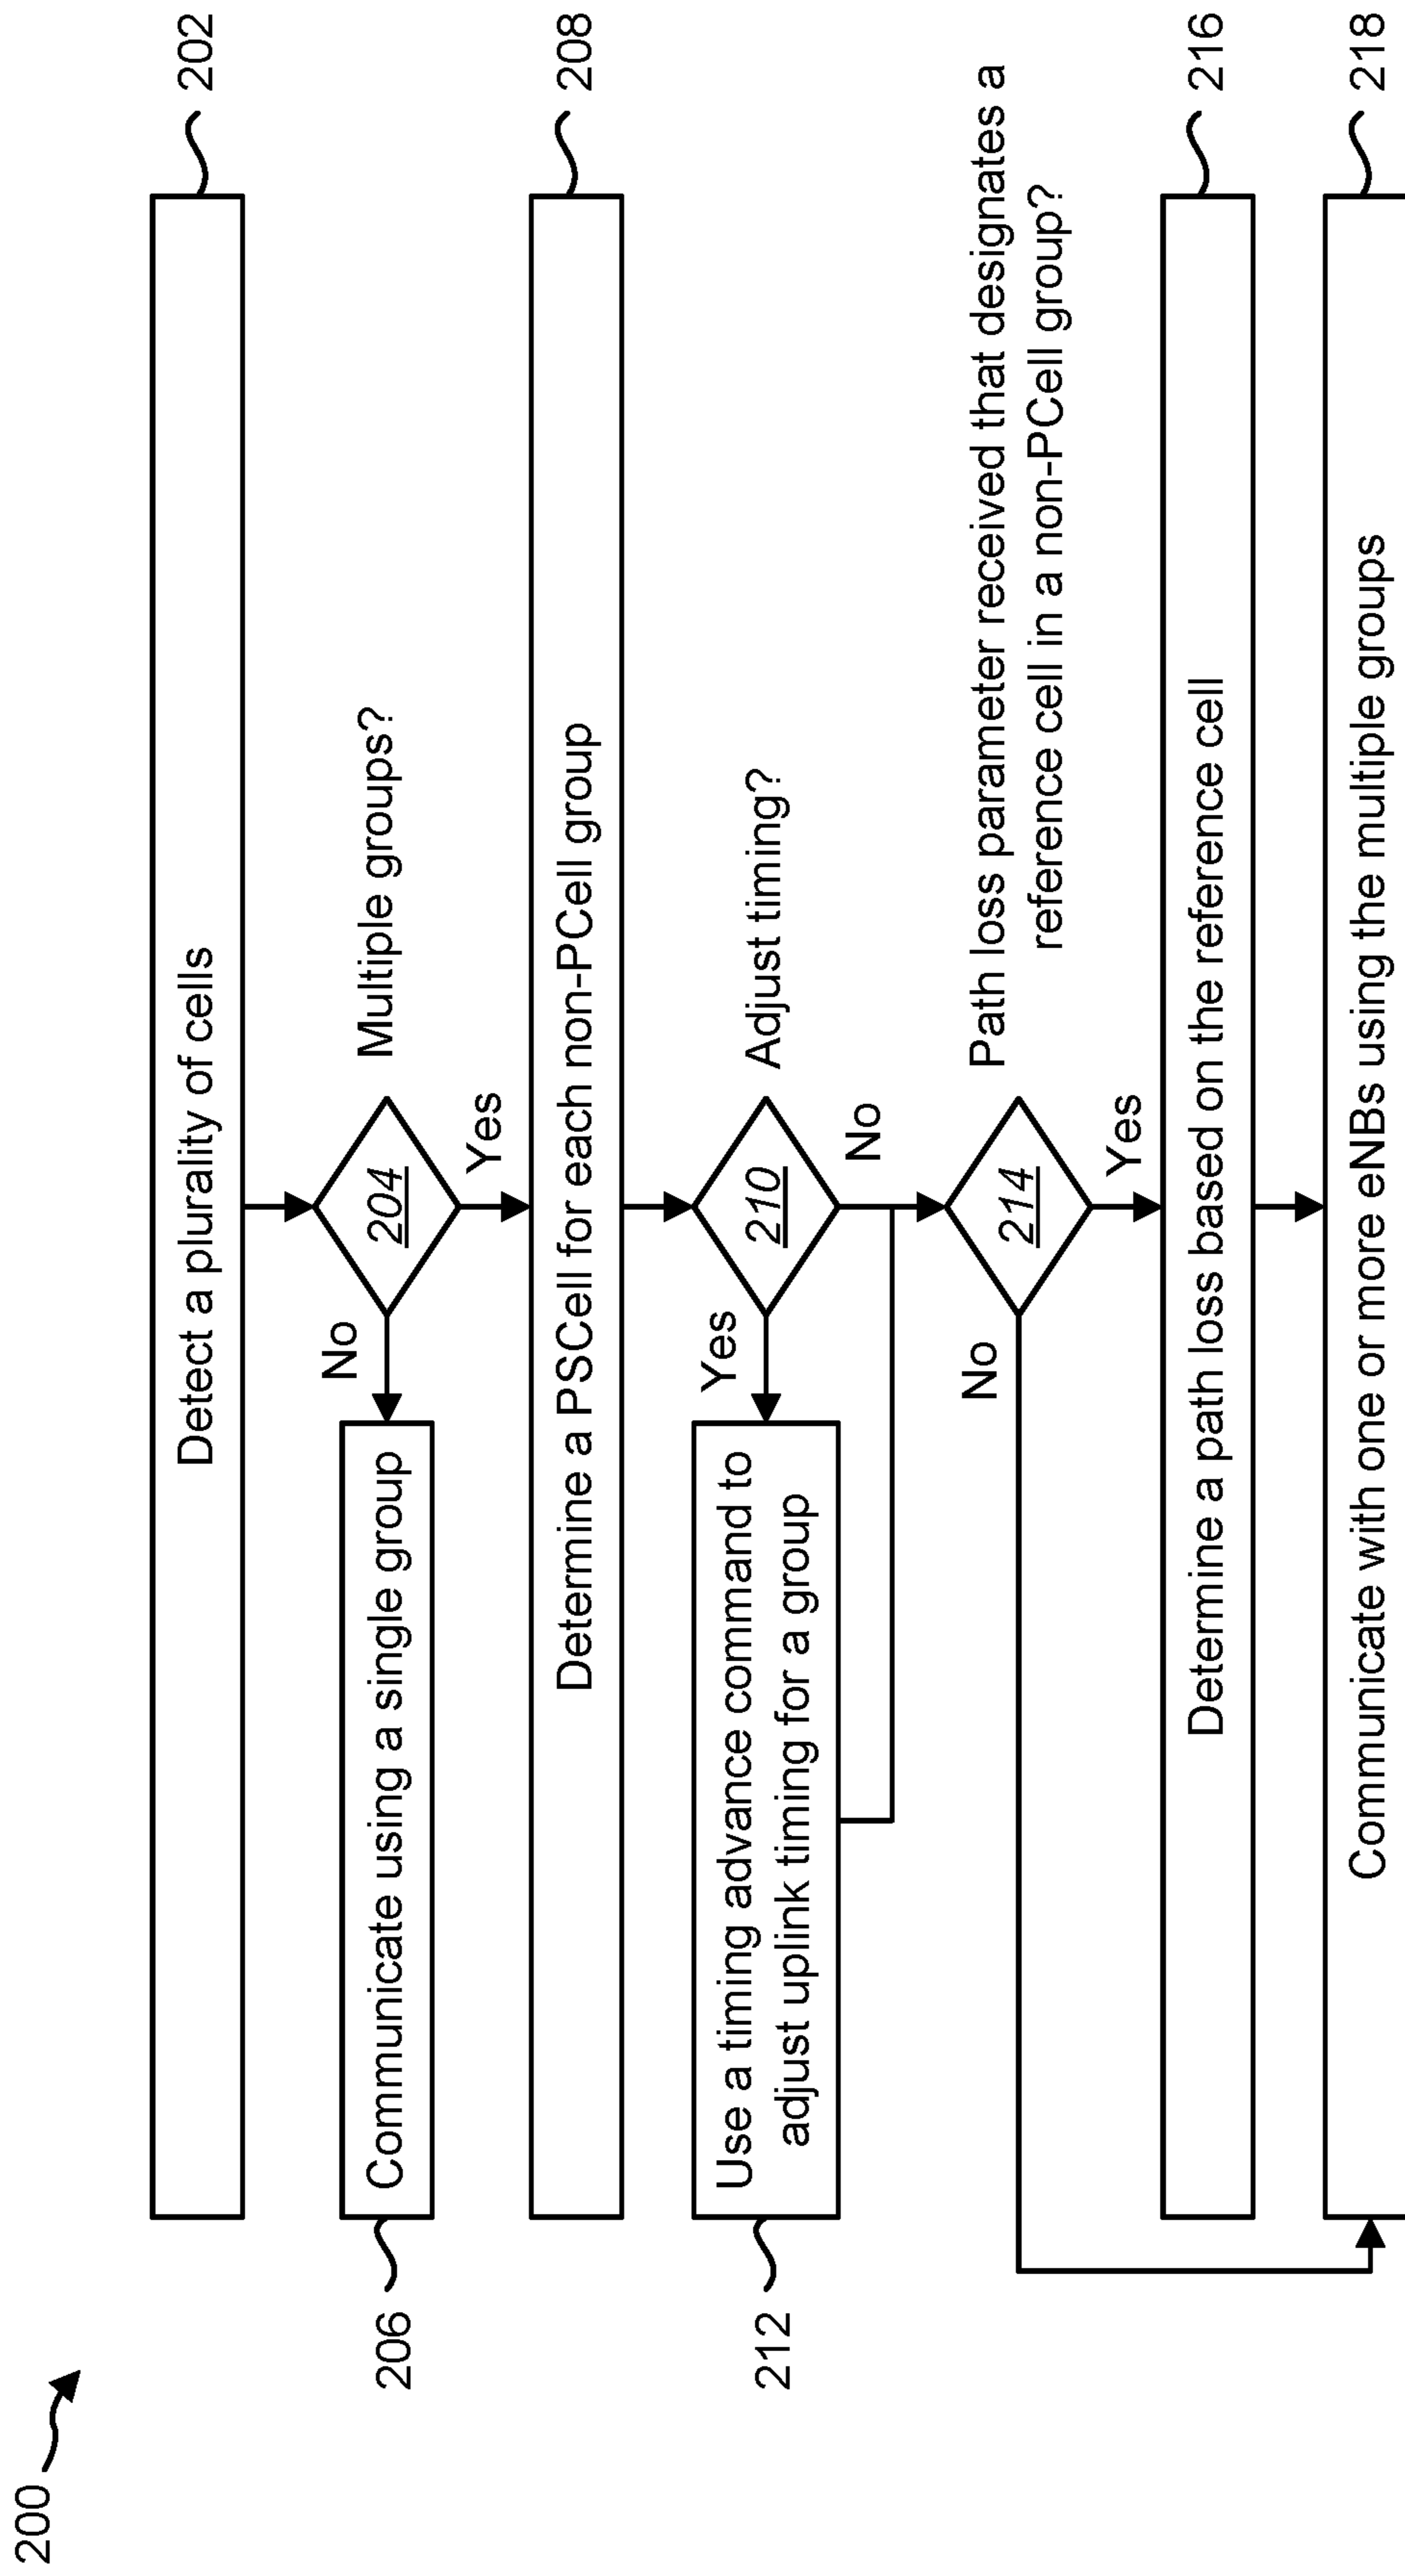 200
Detect a plurality of cells
202
Multiple groups?
204
No
Yes
Communicate using a single group
206
Determine a PSCell for each non-PCell group
208
Adjust timing?
210
Yes
No
Use a timing advance command to
adjust uplink timing for a group
212
Path loss parameter received that designates a
reference cell in a non-PCell group?
214
No
Yes
Determine a path loss based on the reference cell
216
Communicate with one or more eNBs using the multiple groups
218